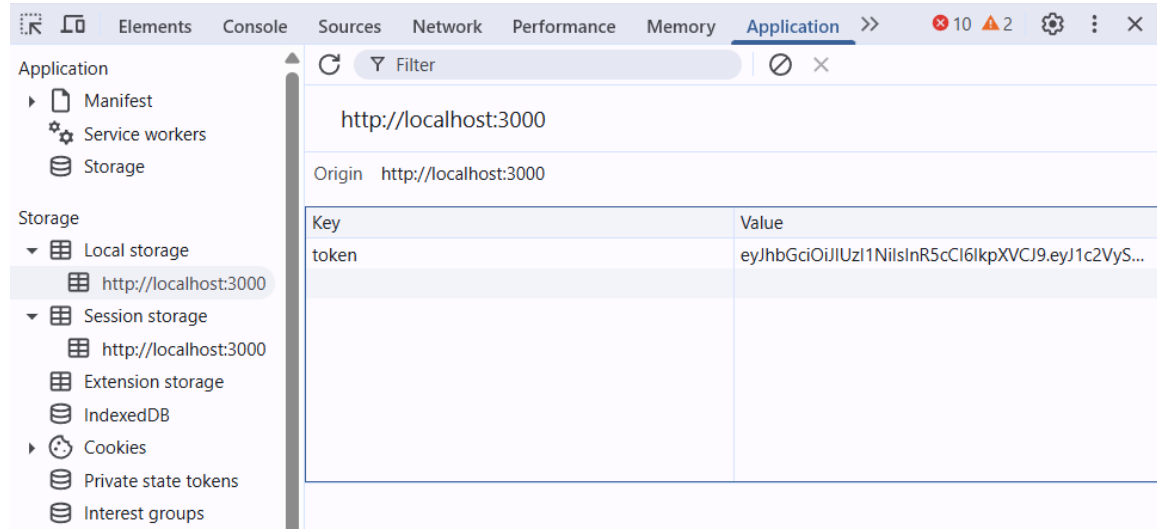 Elements Console Sources Network Performance Memory Application 10 2
Application
Manifest
Service workers
Storage
Storage
Local storage
http://localhost:3000
Session storage
http://localhost:3000
Extension storage
IndexedDB
Cookies
Private state tokens
Interest groups
Filter
http://localhost:3000
Origin http://localhost:3000
Key Value
token eyJhbGciOiJIUzI1NiIsInR5cCI6IkpXVCJ9.eyJ1c2VyS...